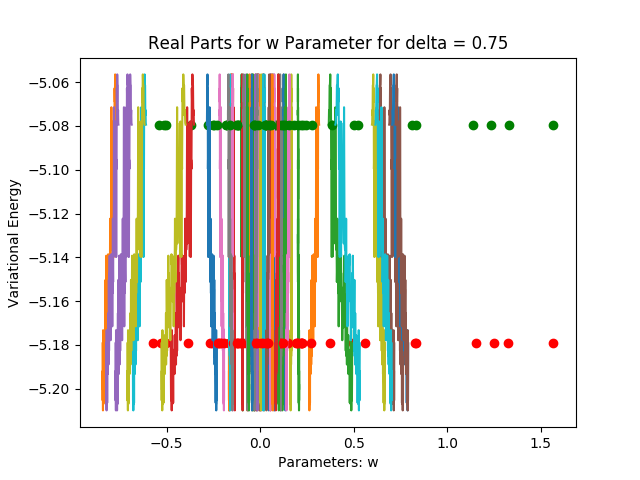 Real Parts for w Parameter for delta = 0.75
Variational Energy
−5.06
−5.08
−5.10
−5.12
−5.14
−5.16
−5.18
−5.20
−0.5 0.0 0.5 1.0 1.5
Parameters: w